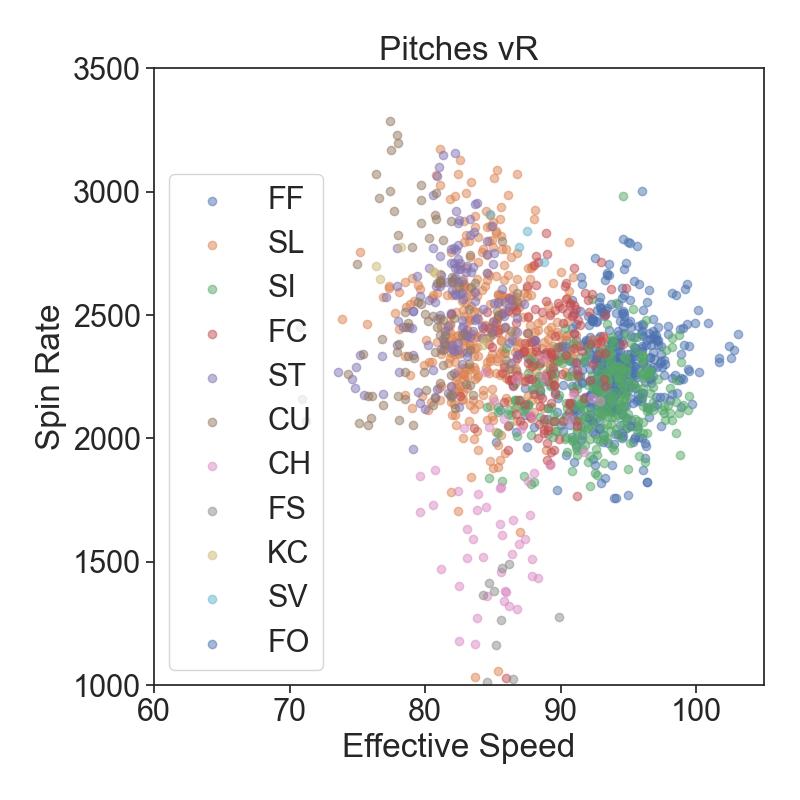 Pitches vR
3500
3000
2500
2000
1500
1000
Spin Rate
FF
SL
SI
FC
ST
CU
CH
FS
KC
SV
FO
60 70 80 90 100
Effective Speed